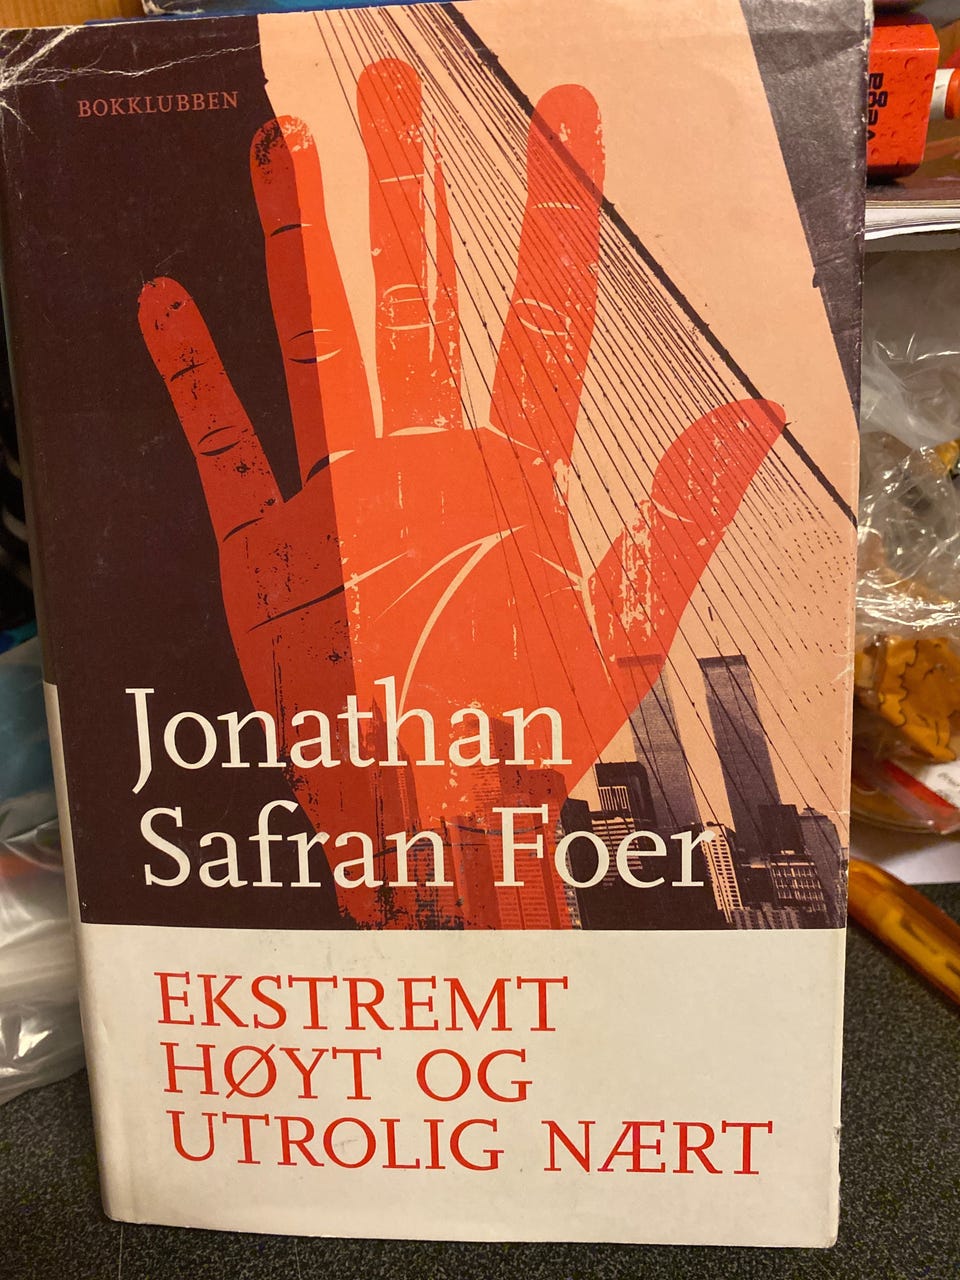 BOKKLUBBEN
Jonathan
Safran Foer
EKSTREMT
HØYT OG
UTROLIG NÆRT